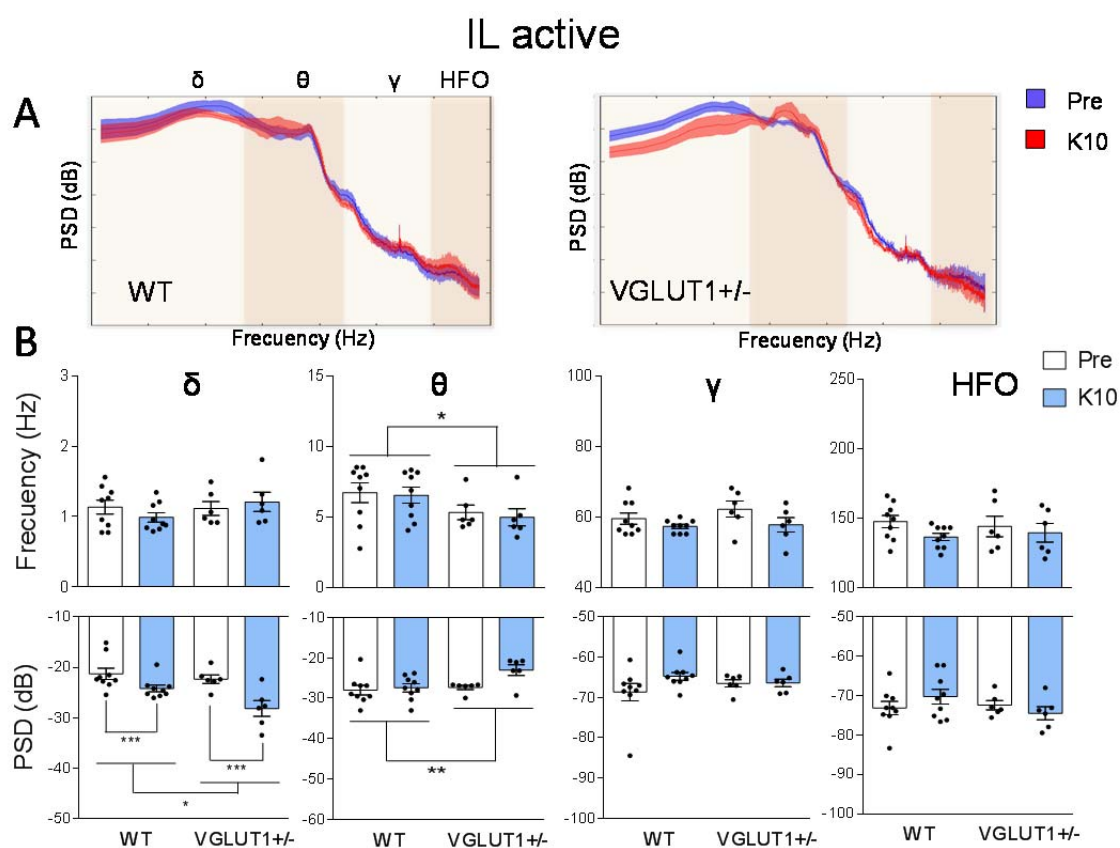 IL active
A
δ θ γ HFO
PSD (dB)
WT
Frecuency (Hz)
PSD (dB)
VGLUT1+/-
Frecuency (Hz)
Pre
K10
B
Pre
K10
δ θ γ HFO
Frecuency (Hz)
3
2
1
0
15
10
5
0
*
100
80
60
40
250
200
150
100
PSD (dB)
-10
-20
-30
-40
-50
*** ***
*
-10
-20
-30
-40
-50
-60
**
-50
-60
-70
-80
-90
-100
-50
-60
-70
-80
-90
-100
WT VGLUT1+/- WT VGLUT1+/- WT VGLUT1+/- WT VGLUT1+/-